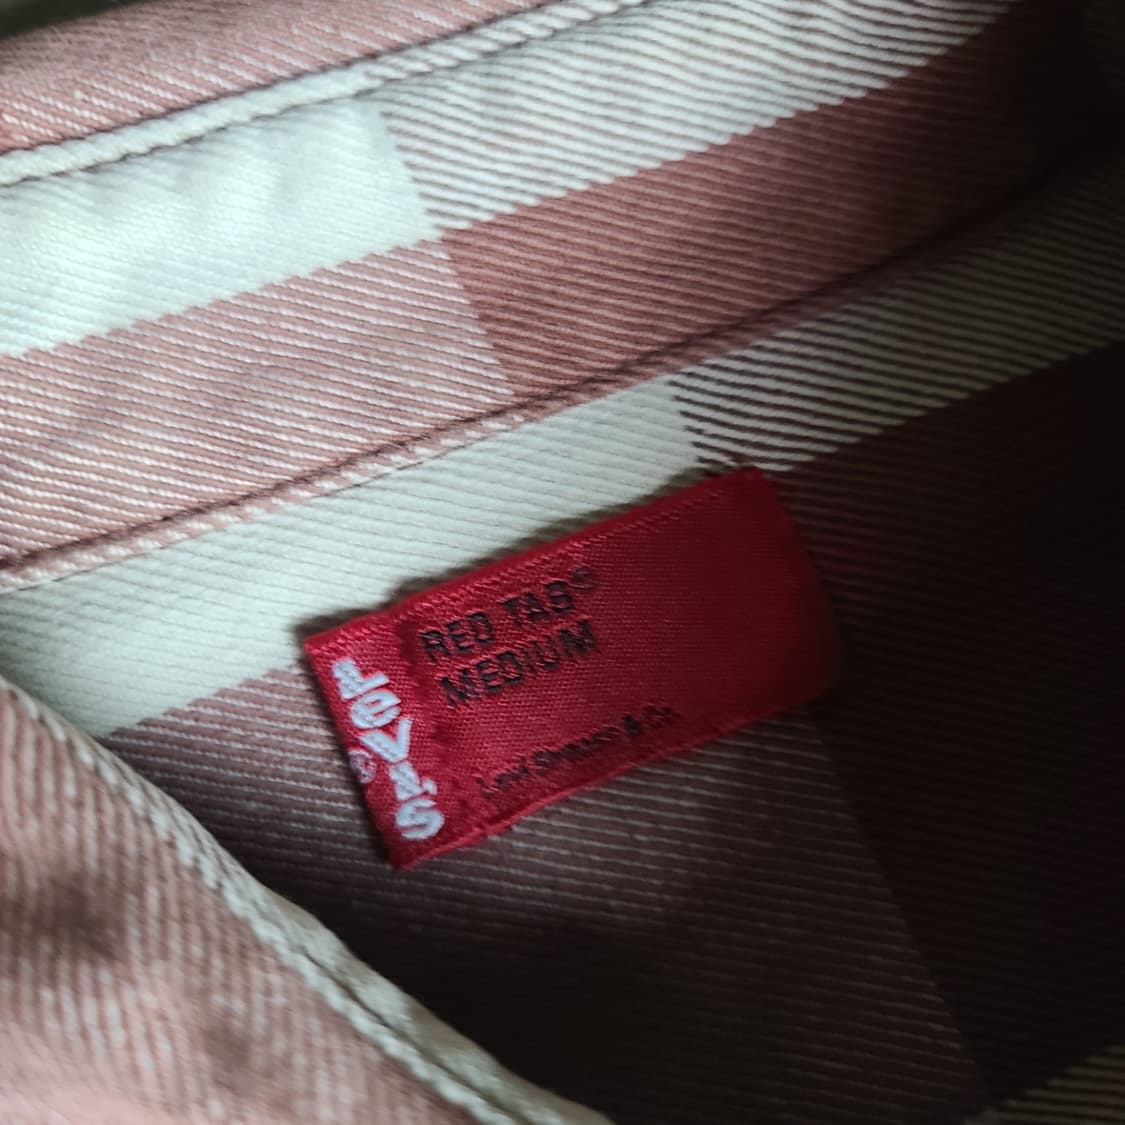 RED TAB®
MEDIUM
Levi Strauss & Co.
Levi's
®